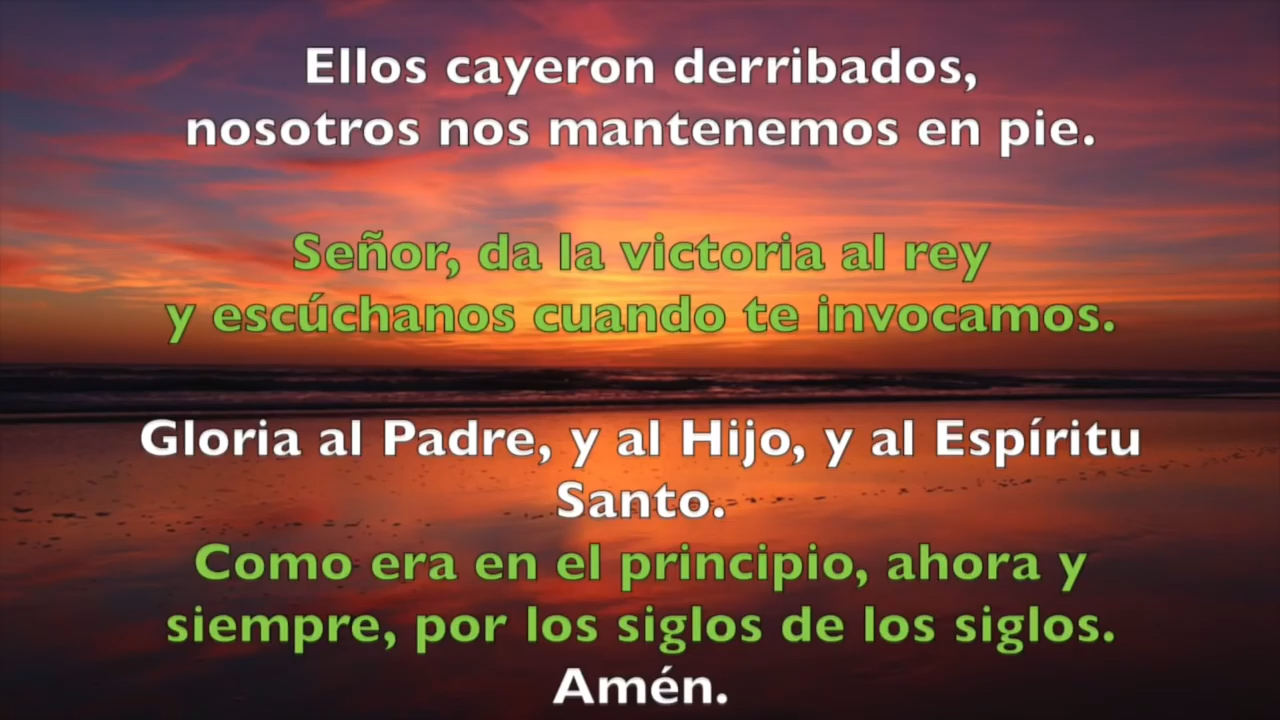 Ellos cayeron derribados,
nosotros nos mantenemos en pie.
Señor, da la victoria al rey
y escúchanos cuando te invocamos.
Gloria al Padre, y al Hijo, y al Espíritu
Santo.
Como era en el principio, ahora y
siempre, por los siglos de los siglos.
Amén.